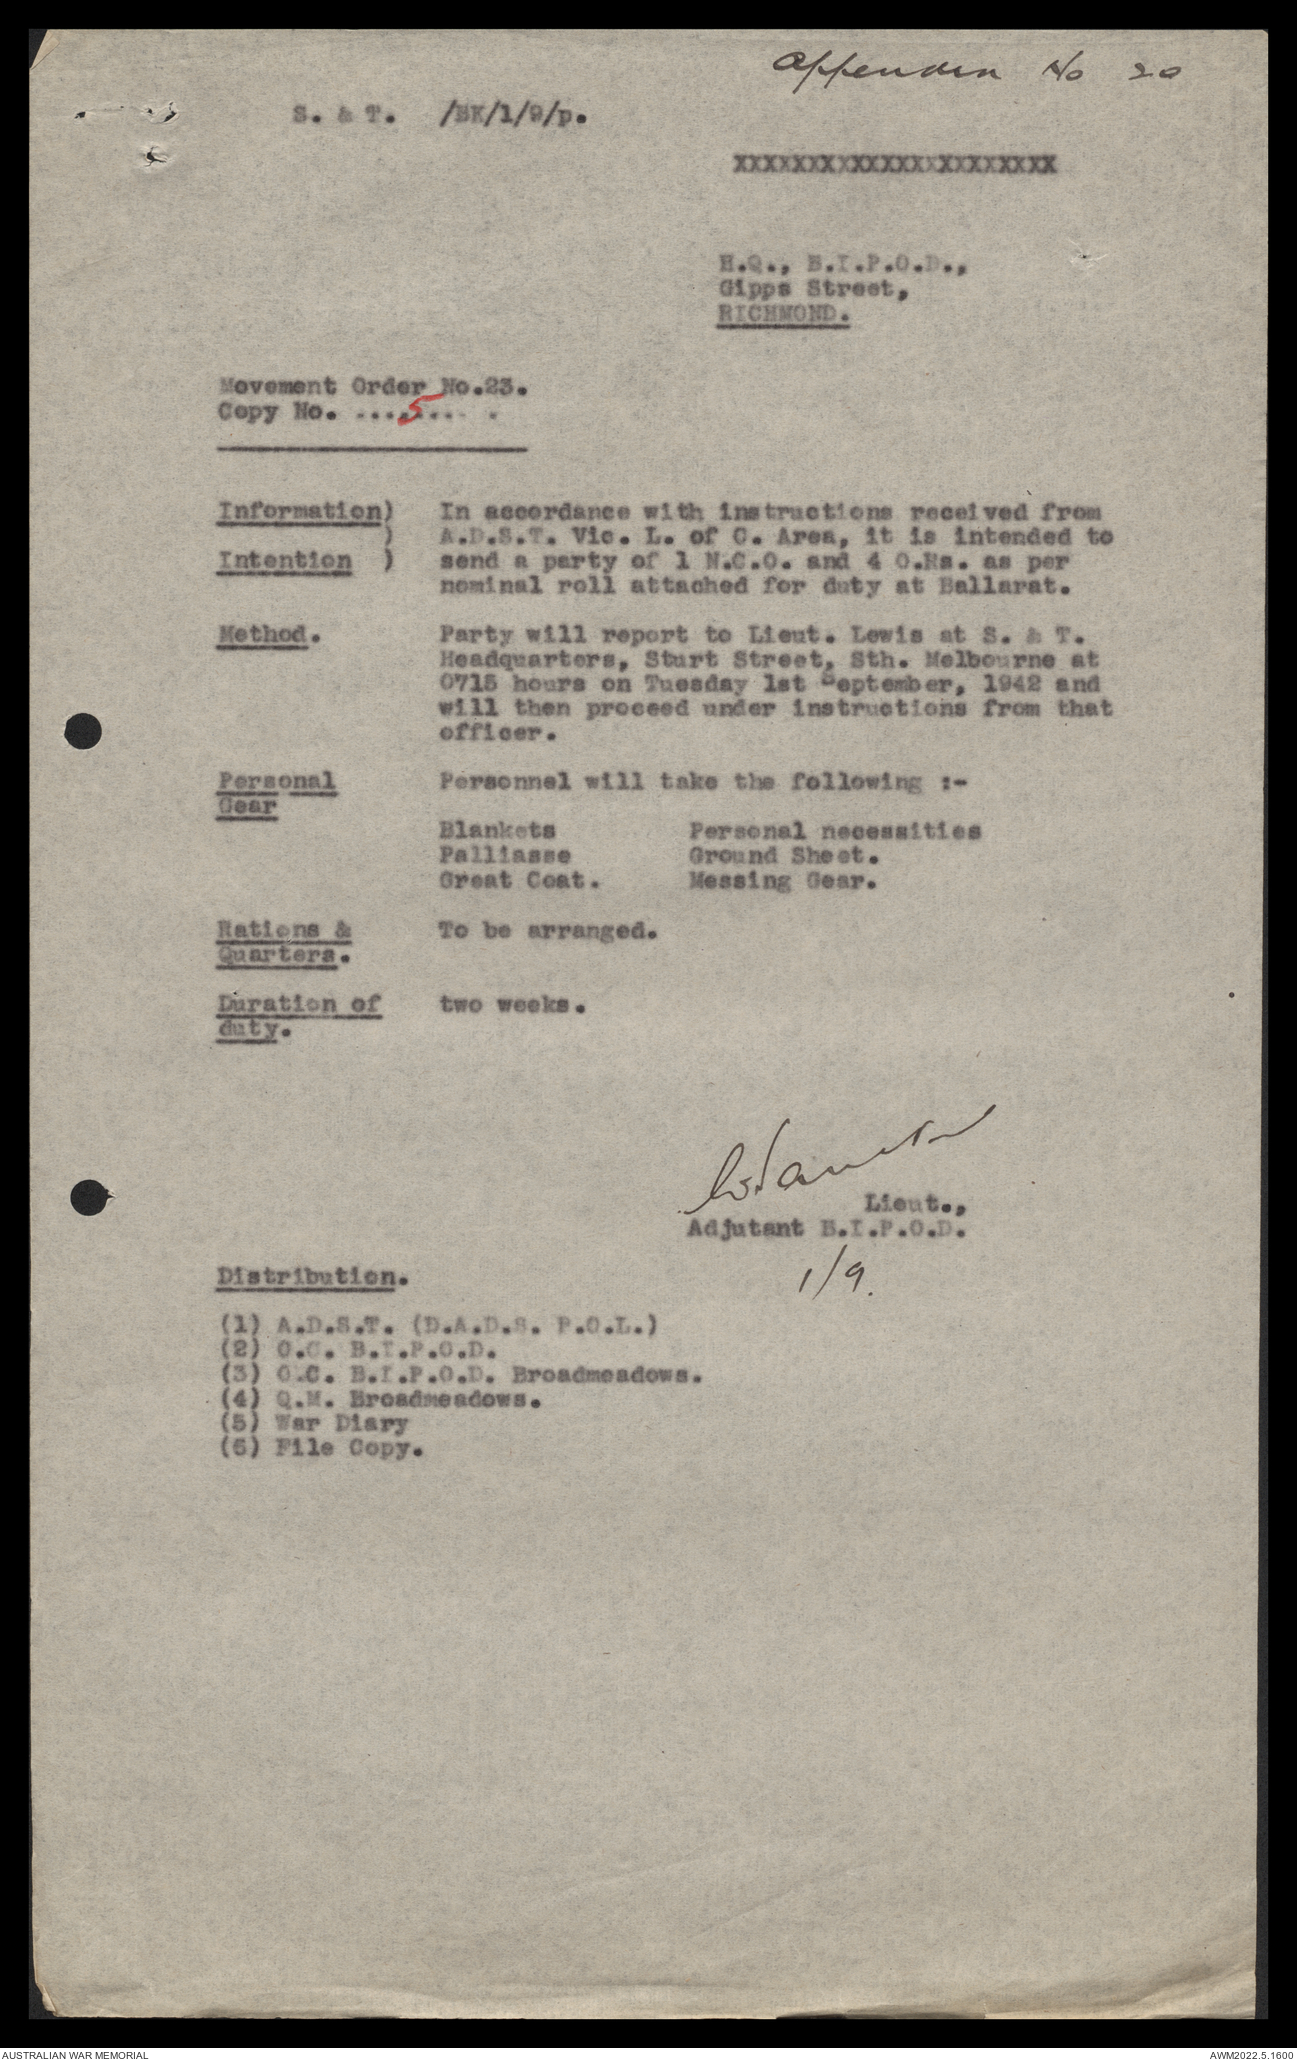 Appendix No 20
S. & T. /BK/1/9/p.
XXXXXXXXXXXXXXXXXXXXXX
H.Q., B.I.P.O.D.,
Gipps Street,
RICHMOND.
Movement Order No.23.
Copy No. ....5.... .
Information) In accordance with instructions received from
) A.D.S.T. Vic. L. of C. Area, it is intended to
Intention ) send a party of 1 N.C.O. and 4 O.Rs. as per
nominal roll attached for duty at Ballarat.
Method. Party will report to Lieut. Lewis at S. & T.
Headquarters, Sturt Street, Sth. Melbourne at
0715 hours on Tuesday 1st September, 1942 and
will then proceed under instructions from that
officer.
Personal Personnel will take the following :-
Gear
Blankets Personal necessities
Palliasse Ground Sheet.
Great Coat. Messing Gear.
Rations & To be arranged.
Quarters.
Duration of two weeks.
duty.
Lieut.,
Adjutant B.I.P.O.D.
1/9.
Distribution.
(1) A.D.S.T. (D.A.D.S. P.O.L.)
(2) O.C. B.I.P.O.D.
(3) O.C. B.I.P.O.D. Broadmeadows.
(4) Q.M. Broadmeadows.
(5) War Diary
(6) File Copy.
AUSTRALIAN WAR MEMORIAL
AWM2022.5.1600